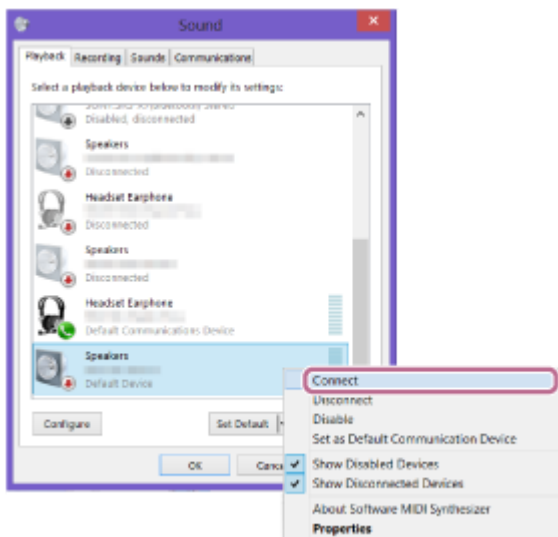 Sound
Playback Recording Sounds Communications
Select a playback device below to modify its settings:
Disabled, disconnected
Speakers
Disconnected
Headset Earphone
Disconnected
Speakers
Disconnected
Headset Earphone
Default Communications Device
Speakers
Default Device
Configure
Set Default
OK
Connect
Disconnect
Disable
Set as Default Communication Device
Show Disabled Devices
Show Disconnected Devices
About Software MIDI Synthesizer
Properties